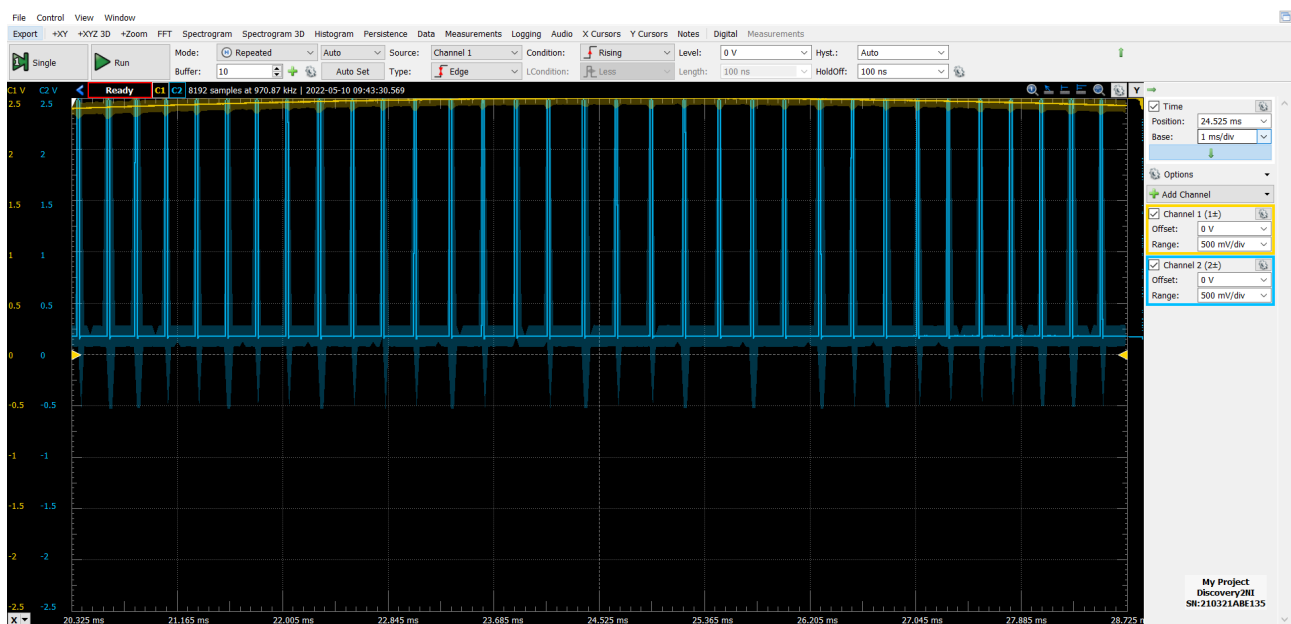 File Control View Window
Export +XY +XYZ 3D +Zoom FFT Spectrogram Spectrogram 3D Histogram Persistence Data Measurements Logging Audio X Cursors Y Cursors Notes Digital Measurements
Single Run Mode: Repeated Auto Source: Channel 1 Condition: Rising Level: 0 V Hyst.: Auto
Buffer: 10 Auto Set Type: Edge LCondition: Less Length: 100 ns HoldOff: 100 ns
C1 V C2 V Ready C1 C2 8192 samples at 970.87 kHz | 2022-05-10 09:43:30.569 Y
2.5 2.5
2 2
1.5 1.5
1 1
0.5 0.5
0 0
-0.5 -0.5
-1 -1
-1.5 -1.5
-2 -2
-2.5 -2.5
X 20.325 ms 21.165 ms 22.005 ms 22.845 ms 23.685 ms 24.525 ms 25.365 ms 26.205 ms 27.045 ms 27.885 ms 28.725
Time
Position: 24.525 ms
Base: 1 ms/div
Options
Add Channel
Channel 1 (1±)
Offset: 0 V
Range: 500 mV/div
Channel 2 (2±)
Offset: 0 V
Range: 500 mV/div
My Project
Discovery2NI
SN:210321ABE135